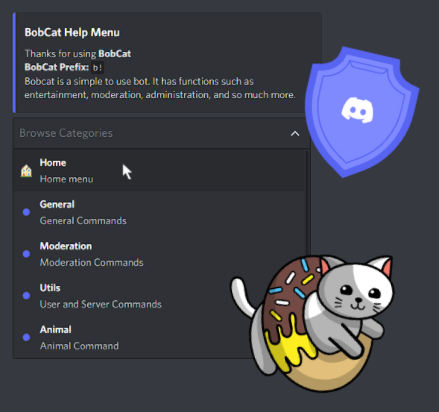 BobCat Help Menu
Thanks for using BobCat
BobCat Prefix: b!
Bobcat is a simple to use bot. It has functions such as
entertainment, moderation, administration, and so much more.
Browse Categories
Home
Home menu
General
General Commands
Moderation
Moderation Commands
Utils
User and Server Commands
Animal
Animal Command